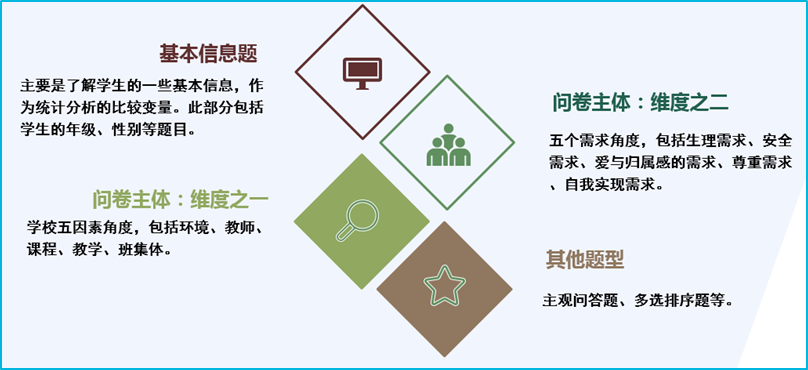 基本信息题
主要是了解学生的一些基本信息，作
为统计分析的比较变量。此部分包括
学生的年级、性别等题目。
问卷主体：维度之二
五个需求角度，包括生理需求、安全
需求、爱与归属感的需求、尊重需求
、自我实现需求。
问卷主体：维度之一
学校五因素角度，包括环境、教师、
课程、教学、班集体。
其他题型
主观问答题、多选排序题等。